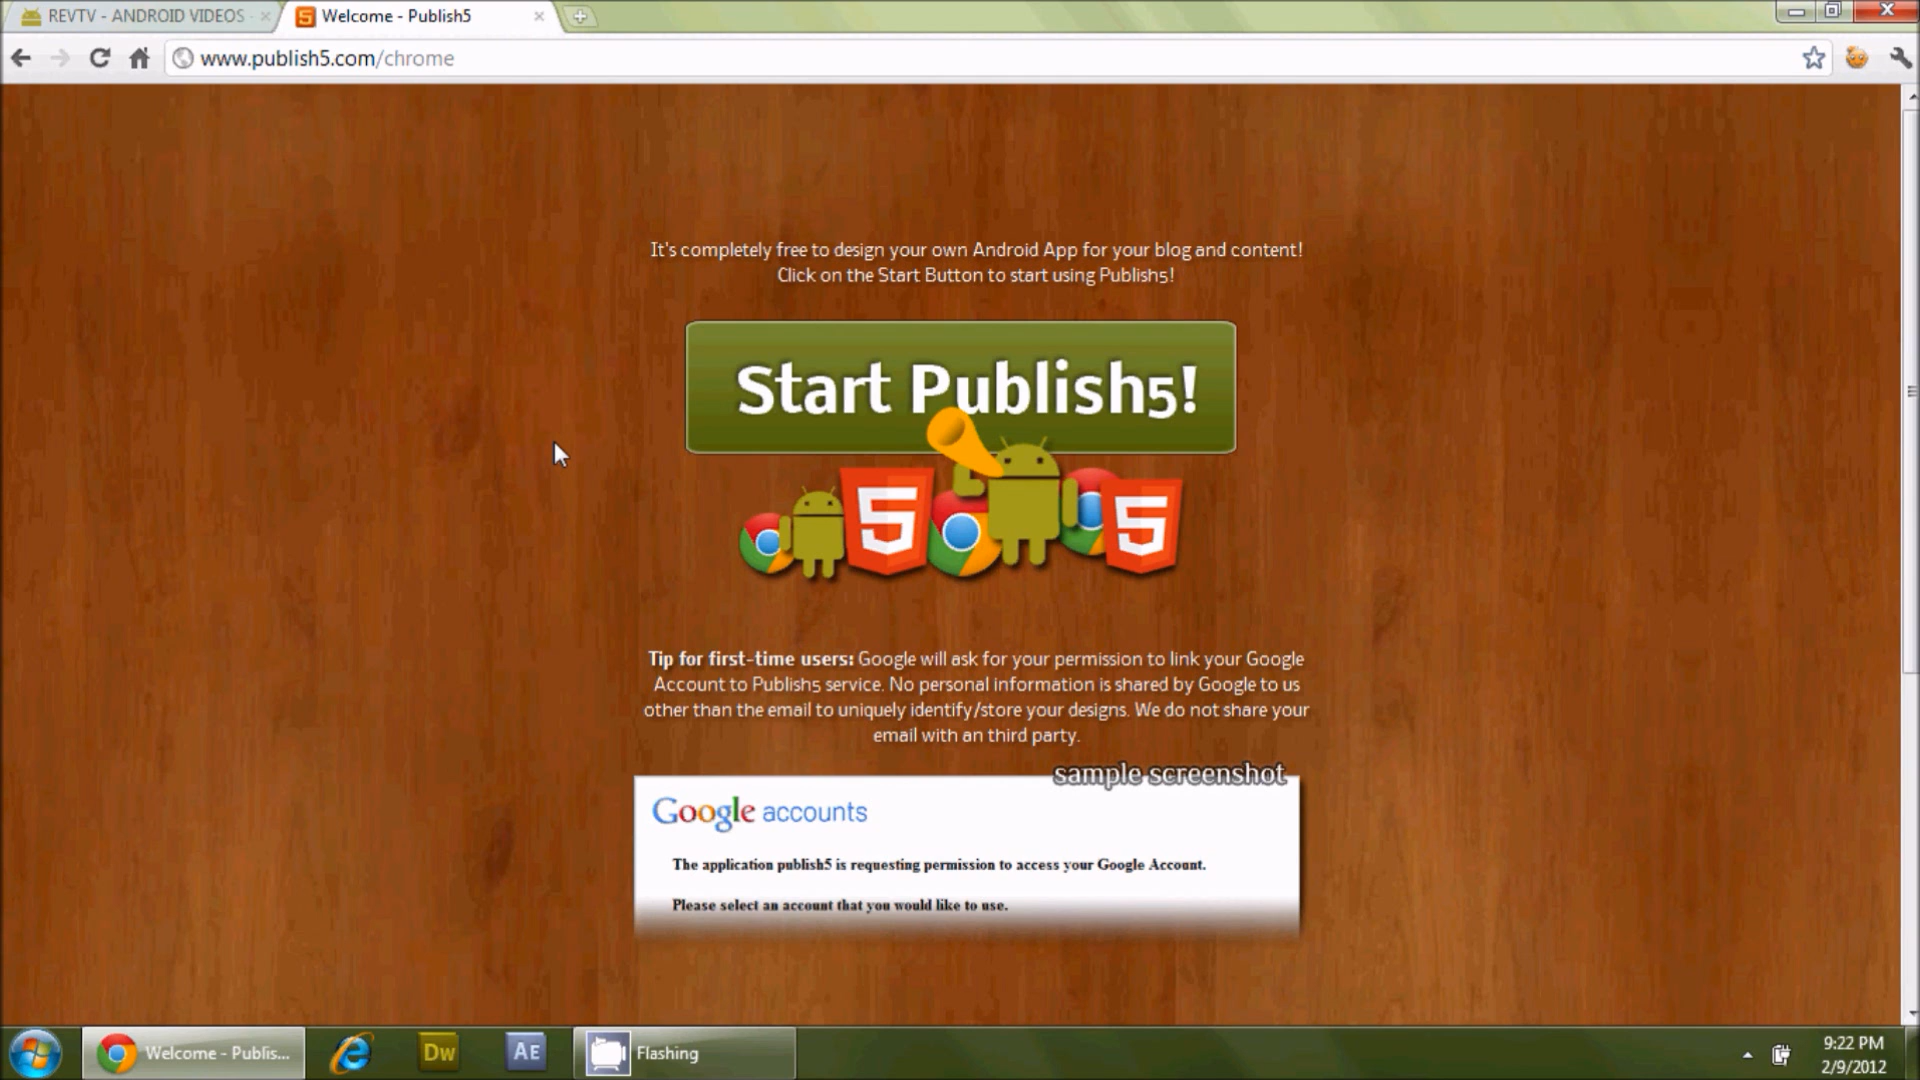 REVTV - ANDROID VIDEOS -
Welcome - Publish5
www.publish5.com/chrome
It's completely free to design your own Android App for your blog and content!
Click on the Start Button to start using Publish5!
Start Publish5!
5
5
Tip for first-time users: Google will ask for your permission to link your Google
Account to Publish5 service. No personal information is shared by Google to us
other than the email to uniquely identify/store your designs. We do not share your
email with an third party.
sample screenshot
Google accounts
The application publish5 is requesting permission to access your Google Account.
Please select an account that you would like to use.
Welcome - Publis...
Dw
AE
Flashing
9:22 PM
2/9/2012